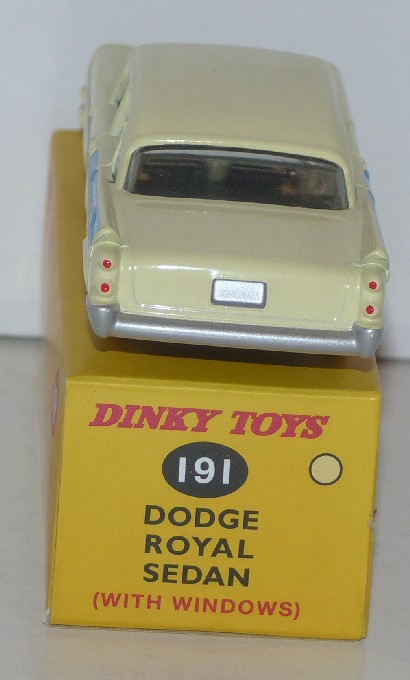 DINKY TOYS
191
DODGE
ROYAL
SEDAN
(WITH WINDOWS)